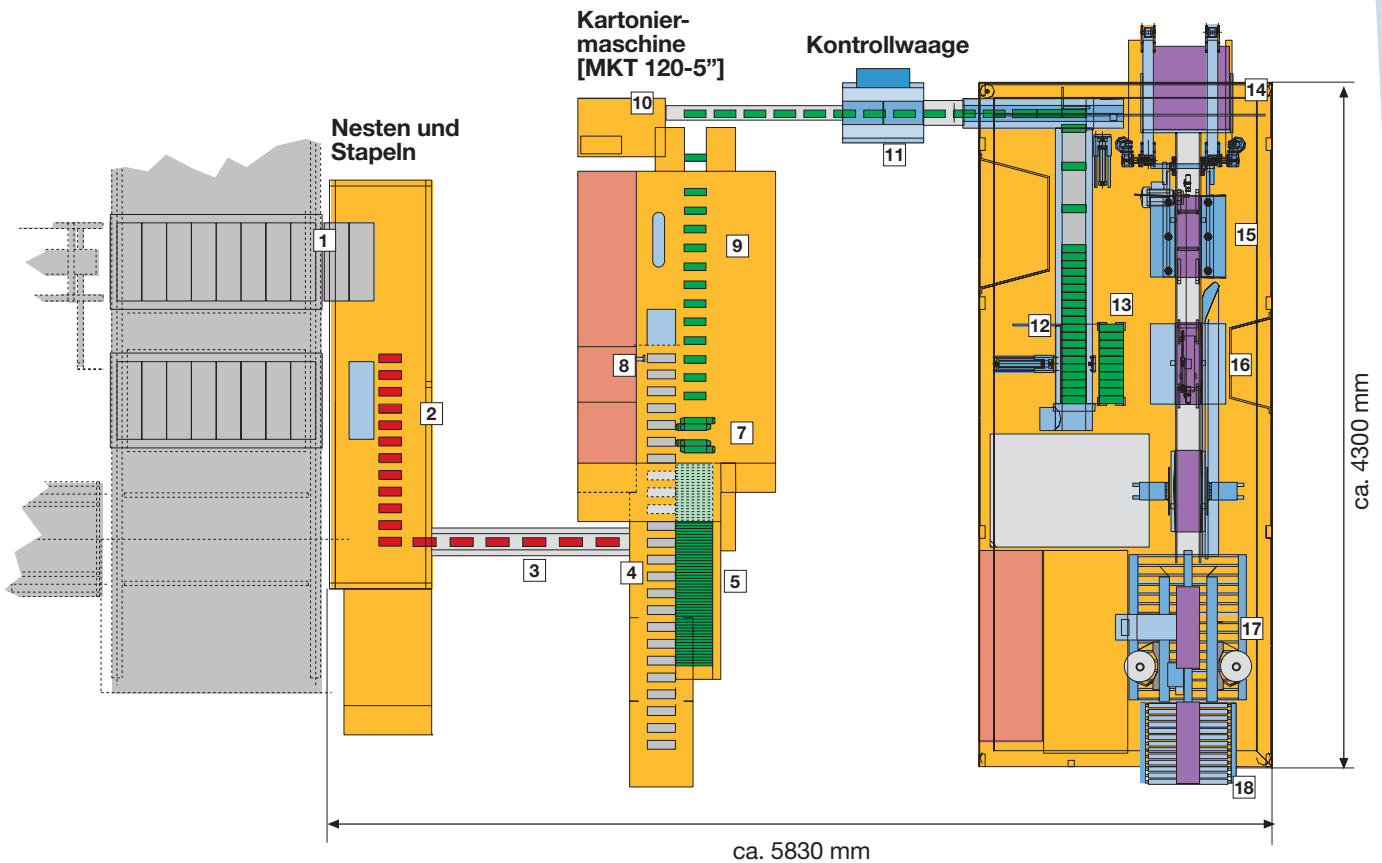 Kartonier-
maschine
[MKT 120-5”]
Kontrollwaage
Nesten und
Stapeln
1
2
3
4
5
7
8
9
10
11
12
13
14
15
16
17
18
ca. 4300 mm
ca. 5830 mm